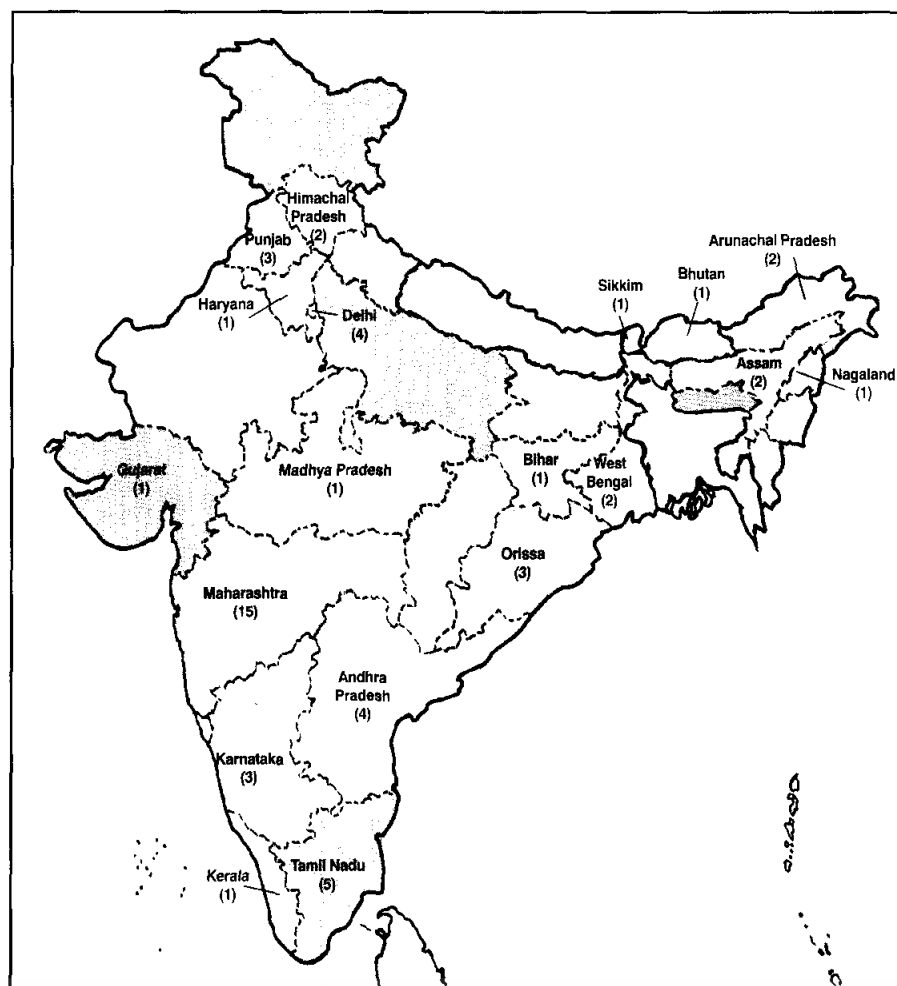 Himachal
Pradesh
(2)
Punjab
(3)
Arunachal Pradesh
(2)
Bhutan
(1)
Sikkim
(1)
Haryana
(1)
Delhi
(4)
Assam
(2)
Nagaland
(1)
Gujarat
(1)
Madhya Pradesh
(1)
Bihar
(1)
West
Bengal
(2)
Orissa
(3)
Maharashtra
(15)
Andhra
Pradesh
(4)
Karnataka
(3)
Tamil Nadu
(5)
Kerala
(1)